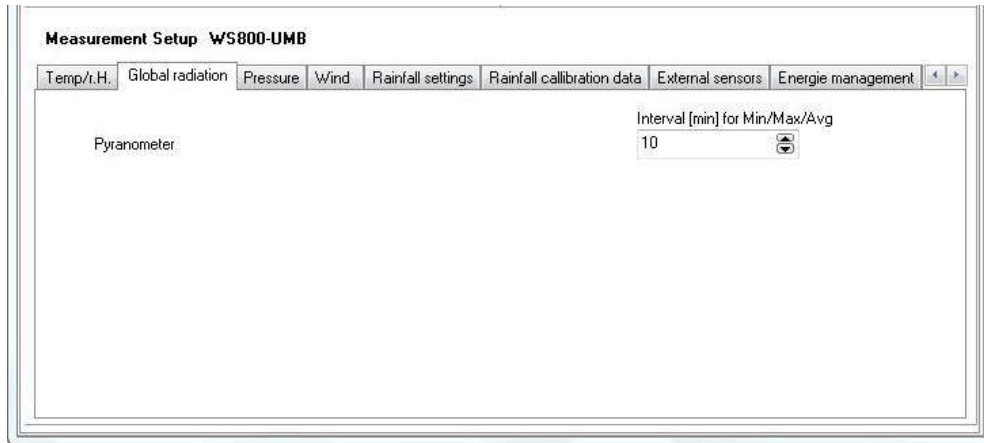 Measurement Setup WS800-UMB
Temp/r.H. Global radiation Pressure Wind Rainfall settings Rainfall callibration data External sensors Energie management
Interval [min] for Min/Max/Avg
Pyranometer 10